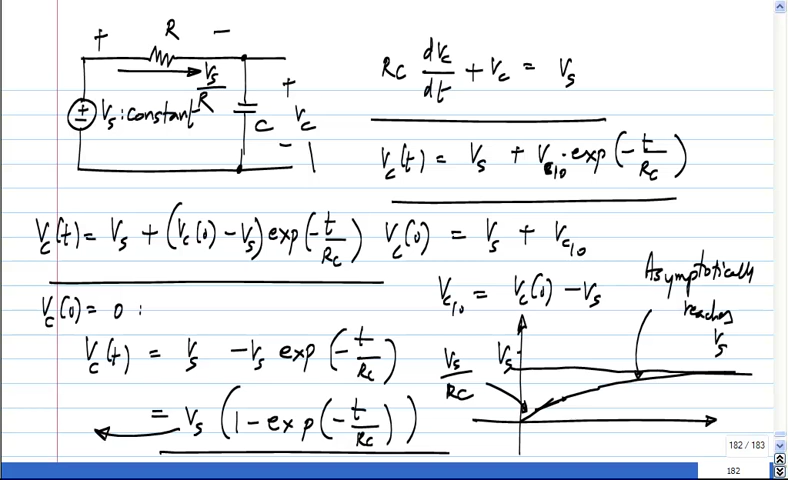 + R −
Vs/R
Vs : constant
C
+
Vc
−
RC dVc/dt + Vc = Vs
Vc(t) = Vs + Vc,0 · exp(−t/RC)
Vc(t) = Vs + (Vc(0) − Vs) exp(−t/RC)
Vc(0) = Vs + Vc10
Vc10 = Vc(0) − Vs
Vc(0) = 0 :
Vc(t) = Vs − Vs exp(−t/RC)
= Vs (1 − exp(−t/RC))
Asymptotically
reaches
Vs
Vs
Vs/RC
182 / 183
182